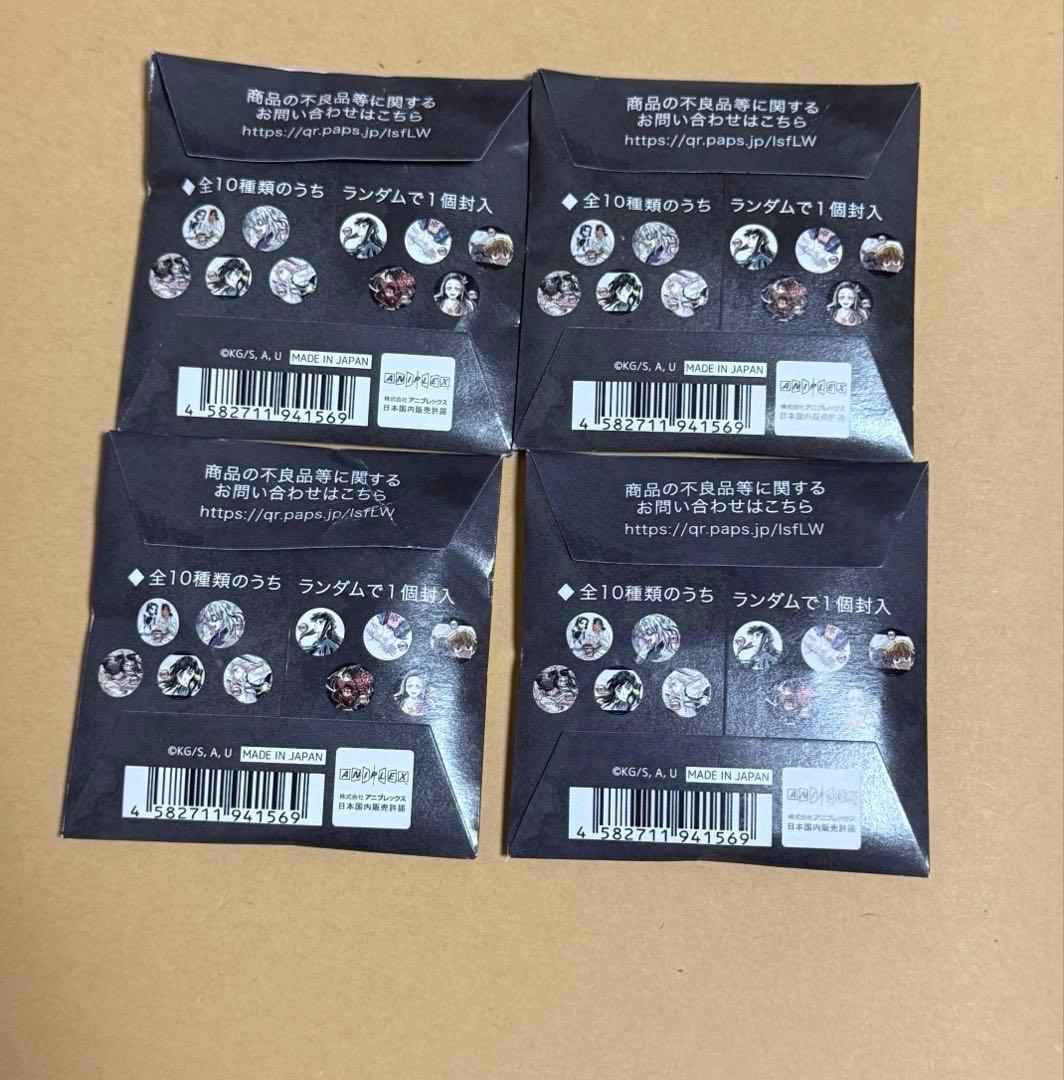 商品の不良品等に関する
お問い合わせはこちら
https://qr.paps.jp/lsfLW
◆全10種類のうち ランダムで1個封入
©KG/S, A, U MADE IN JAPAN
ANIPLEX
株式会社アニプレックス
日本国内販売許諾
4 582711 941569
商品の不良品等に関する
お問い合わせはこちら
https://qr.paps.jp/lsfLW
◆全10種類のうち ランダムで1個封入
©KG/S, A, U MADE IN JAPAN
ANIPLEX
株式会社アニプレックス
日本国内販売許諾
4 582711 941569
商品の不良品等に関する
お問い合わせはこちら
https://qr.paps.jp/lsfLW
◆全10種類のうち ランダムで1個封入
©KG/S, A, U MADE IN JAPAN
ANIPLEX
株式会社アニプレックス
日本国内販売許諾
4 582711 941569
商品の不良品等に関する
お問い合わせはこちら
https://qr.paps.jp/lsfLW
◆全10種類のうち ランダムで1個封入
©KG/S, A, U MADE IN JAPAN
ANIPLEX
株式会社アニプレックス
日本国内販売許諾
4 582711 941569